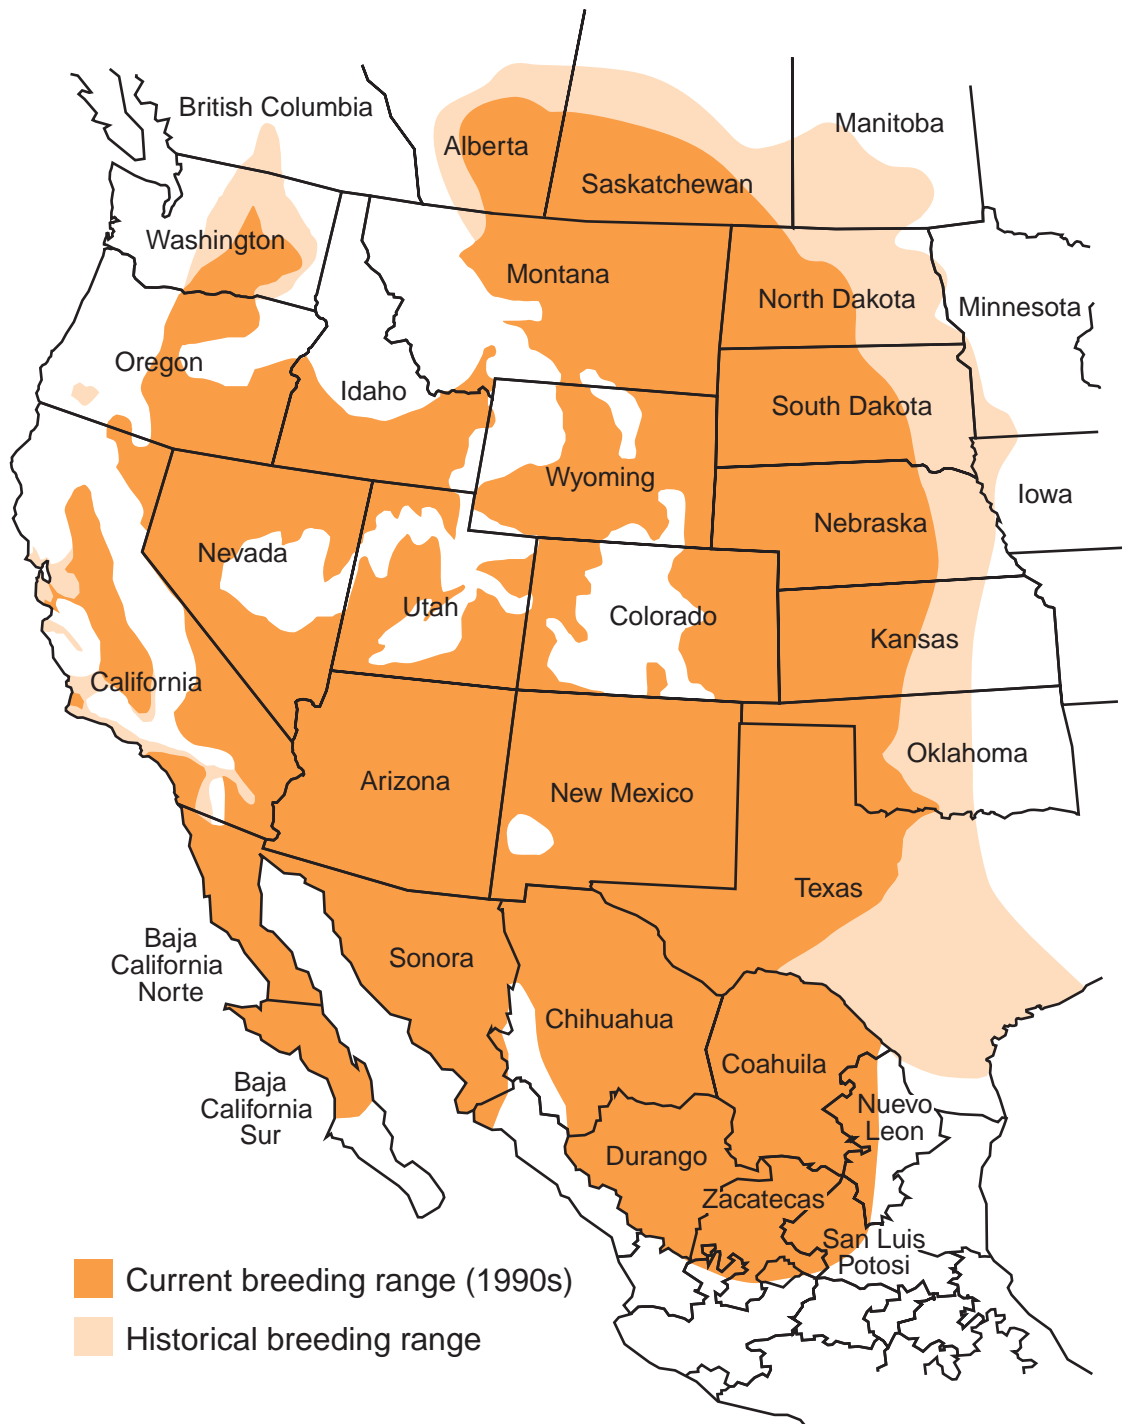 British Columbia
Alberta
Manitoba
Saskatchewan
Washington
Montana
North Dakota
Minnesota
Oregon
Idaho
South Dakota
Wyoming
Iowa
Nebraska
Nevada
Utah
Colorado
Kansas
California
Oklahoma
Arizona
New Mexico
Texas
Baja
California
Norte
Sonora
Chihuahua
Coahuila
Baja
California
Sur
Nuevo
Leon
Durango
Zacatecas
San Luis
Potosi
Current breeding range (1990s)
Historical breeding range